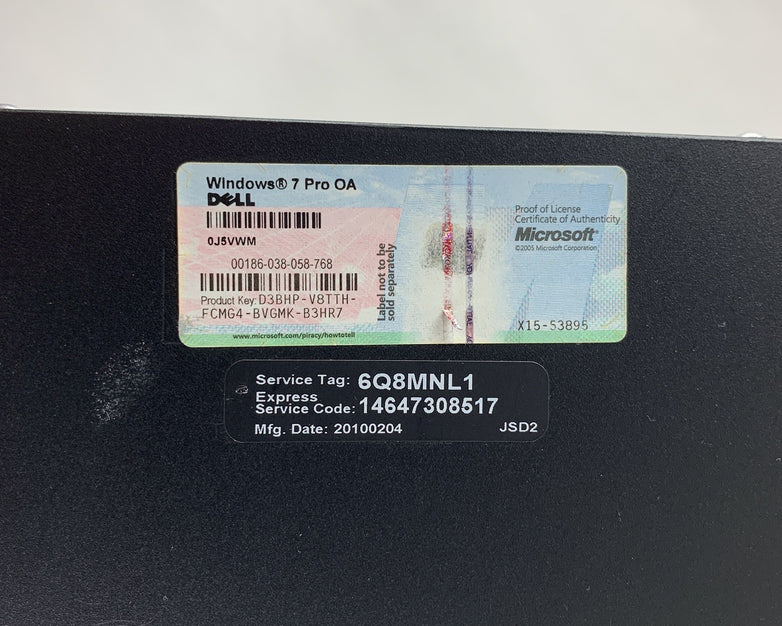 Windows® 7 Pro OA
DELL
0J5VWM
00186-038-058-768
Product Key: D3BHP-V8TTH-
FCMG4-BVGMK-B3HR7
www.microsoft.com/piracy/howtotell
Label not to be
sold separately
Proof of License
Certificate of Authenticity
Microsoft®
©2005 Microsoft Corporation
X15-53895
Service Tag: 6Q8MNL1
Express
Service Code: 14647308517
Mfg. Date: 20100204
JSD2